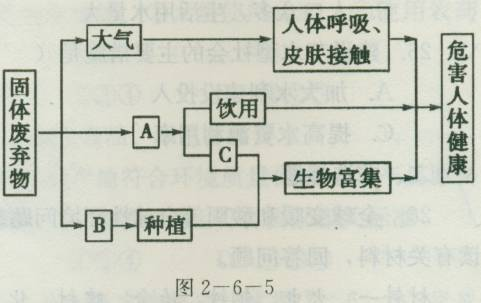 大气
人体呼吸、
皮肤接触
固体废弃物
A
饮用
C
生物富集
B
种植
危害人体健康
图2—6—5